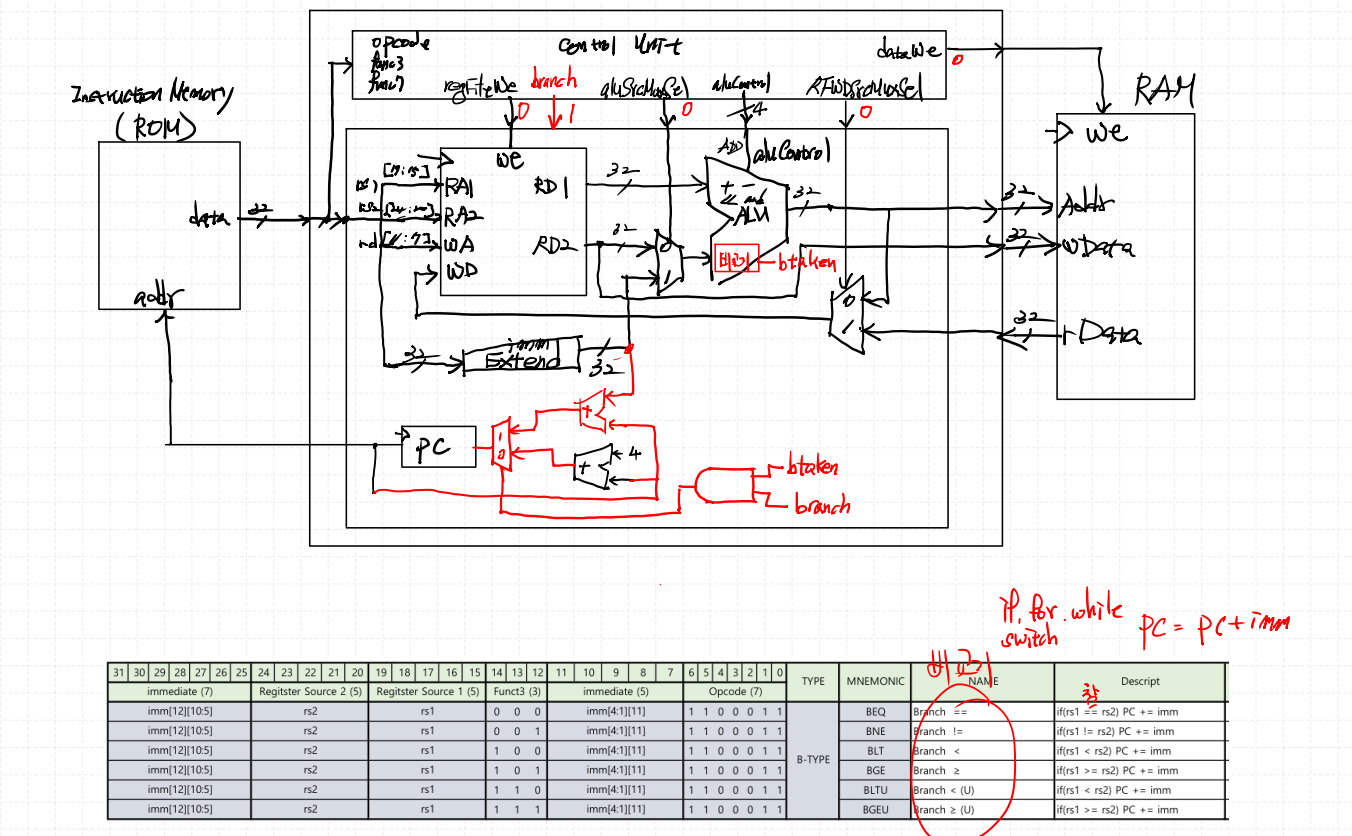 opcode
func3
func7
Control Unit
dataWe
0
regFileWe
branch
aluSrcMuxSel
aluControl
RFWDSrcMuxSel
0
1
0
4
0
Instruction Memory
(ROM)
RAM
data
32
addr
we
RA1
RA2
WA
WD
RD1
RD2
rs1 [19:15]
rs2 [24:20]
rd [11:7]
32
32
ADD
aluControl
+ -
ALU
비교
btaken
32
0
1
0
1
32
32
32
we
Addr
wData
rData
32
imm
Extend
32
PC
1
0
+
+
4
btaken
branch
if, for, while
switch
PC = PC + imm
비교
참
31 30 29 28 27 26 25 24 23 22 21 20 19 18 17 16 15 14 13 12 11 10 9 8 7 6 5 4 3 2 1 0 TYPE MNEMONIC NAME Descript
immediate (7) Regitster Source 2 (5) Regitster Source 1 (5) Funct3 (3) immediate (5) Opcode (7)
imm[12][10:5] rs2 rs1 0 0 0 imm[4:1][11] 1 1 0 0 0 1 1 BEQ Branch == if(rs1 == rs2) PC += imm
imm[12][10:5] rs2 rs1 0 0 1 imm[4:1][11] 1 1 0 0 0 1 1 BNE Branch != if(rs1 != rs2) PC += imm
imm[12][10:5] rs2 rs1 1 0 0 imm[4:1][11] 1 1 0 0 0 1 1 BLT Branch < if(rs1 < rs2) PC += imm
B-TYPE
imm[12][10:5] rs2 rs1 1 0 1 imm[4:1][11] 1 1 0 0 0 1 1 BGE Branch ≥ if(rs1 >= rs2) PC += imm
imm[12][10:5] rs2 rs1 1 1 0 imm[4:1][11] 1 1 0 0 0 1 1 BLTU Branch < (U) if(rs1 < rs2) PC += imm
imm[12][10:5] rs2 rs1 1 1 1 imm[4:1][11] 1 1 0 0 0 1 1 BGEU Branch ≥ (U) if(rs1 >= rs2) PC += imm